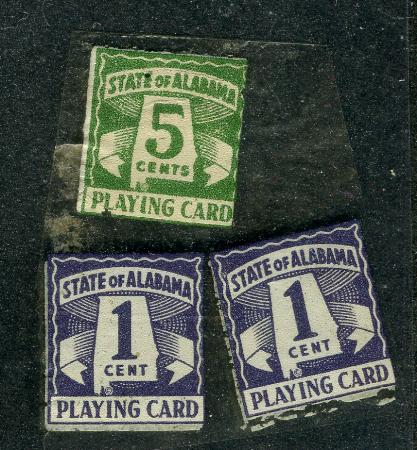 STATE OF ALABAMA
5
CENTS
PLAYING CARD
STATE OF ALABAMA
1
CENT
PLAYING CARD
STATE OF ALABAMA
1
CENT
PLAYING CARD